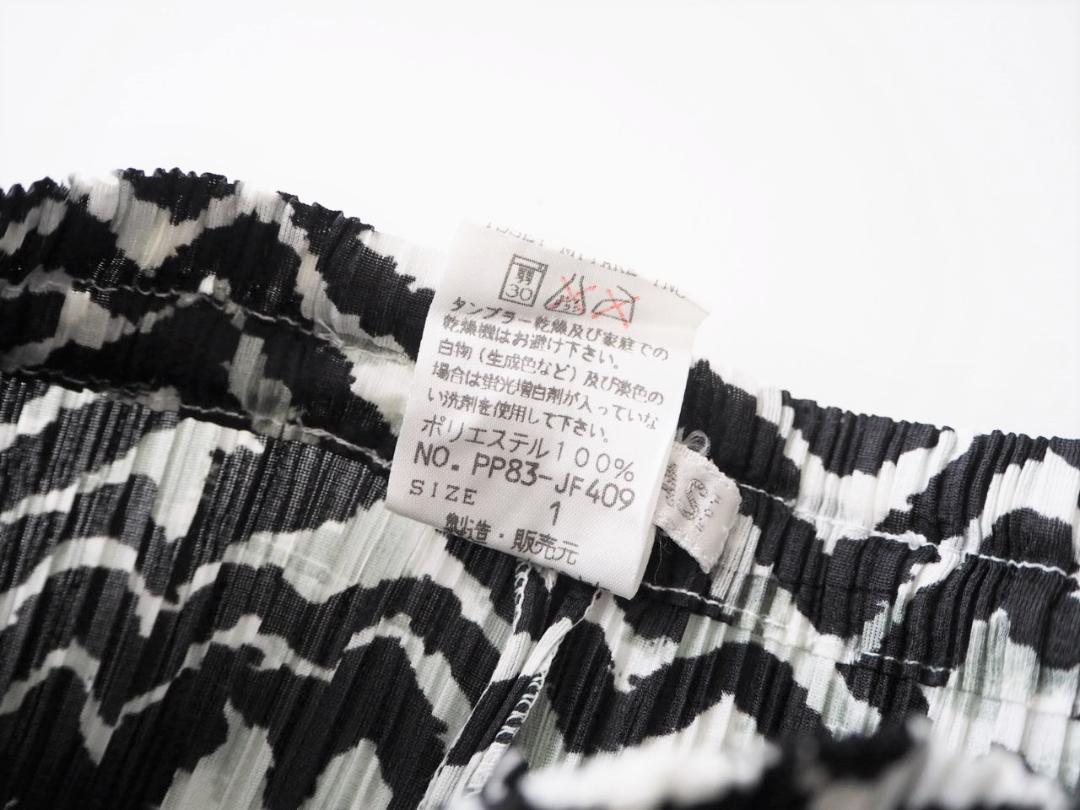 ISSEY MIYAKE INC.
弱
30
タンブラー乾燥及び家庭での
乾燥機はお避け下さい。
白物(生成色など)及び淡色の
場合は蛍光増白剤が入っていな
い洗剤を使用して下さい。
ポリエステル100%
NO. PP83-JF409
SIZE 1
製造・販売元
S